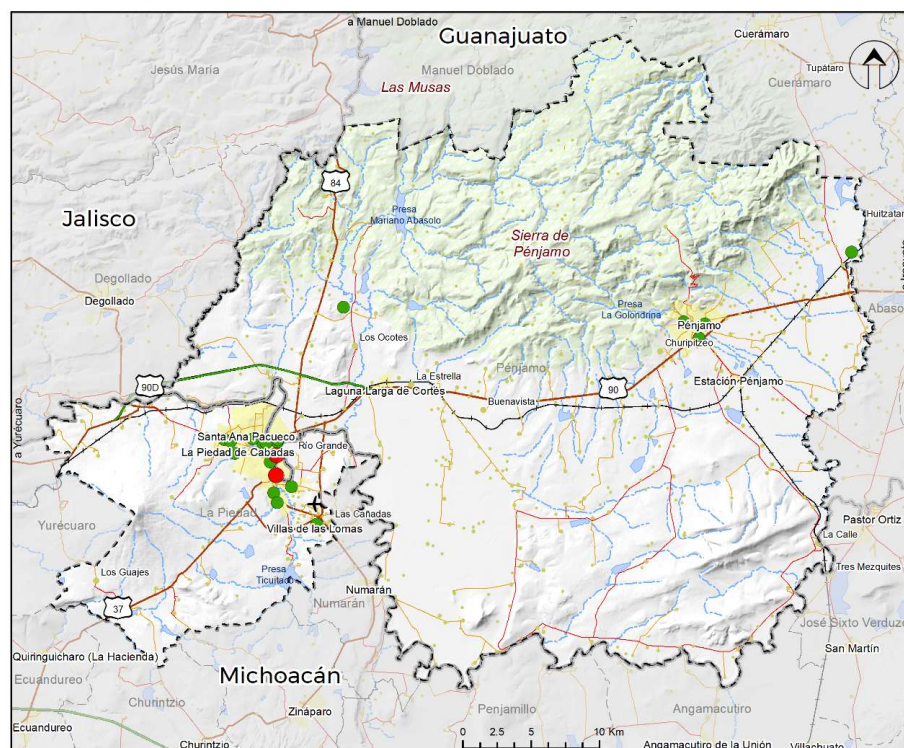 a Manuel Doblado
Guanajuato
Cuerámaro
Tupátaro
Jesús María
Manuel Doblado
Cuerámaro
Las Musas
84
Jalisco
Presa
Mariano Abasolo
Huitzatar
Sierra de
Pénjamo
Degollado
Degollado
Presa
La Golondrina
Abaso
Pénjamo
Churipitzeo
Los Ocotes
Pénjamo
La Estrella
90D
90
Estación Pénjamo
Laguna Larga de Cortés
Buenavista
a Yurécuaro
Santa Ana Pacueco
Río Grande
La Piedad de Cabadas
La Piedad
Las Cañadas
Yurécuaro
Villas de las Lomas
Pastor Ortiz
La Calle
Los Guajes
Presa
Ticuitaco
Tres Mezquites
Numarán
Numarán
37
José Sixto Verduzc
Quiringuicharo (La Hacienda)
San Martín
Ecuandureo
Michoacán
Churintzio
Zináparo
Penjamillo
Angamacutiro
Ecuandureo
0 2.5 5 10 Km
Churintzio
Angamacutiro de la Unión
Villachuato